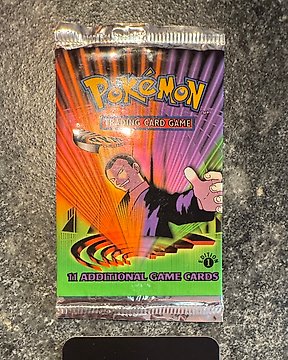 POKéMON
TRADING CARD GAME
EDITION
1
11 ADDITIONAL GAME CARDS